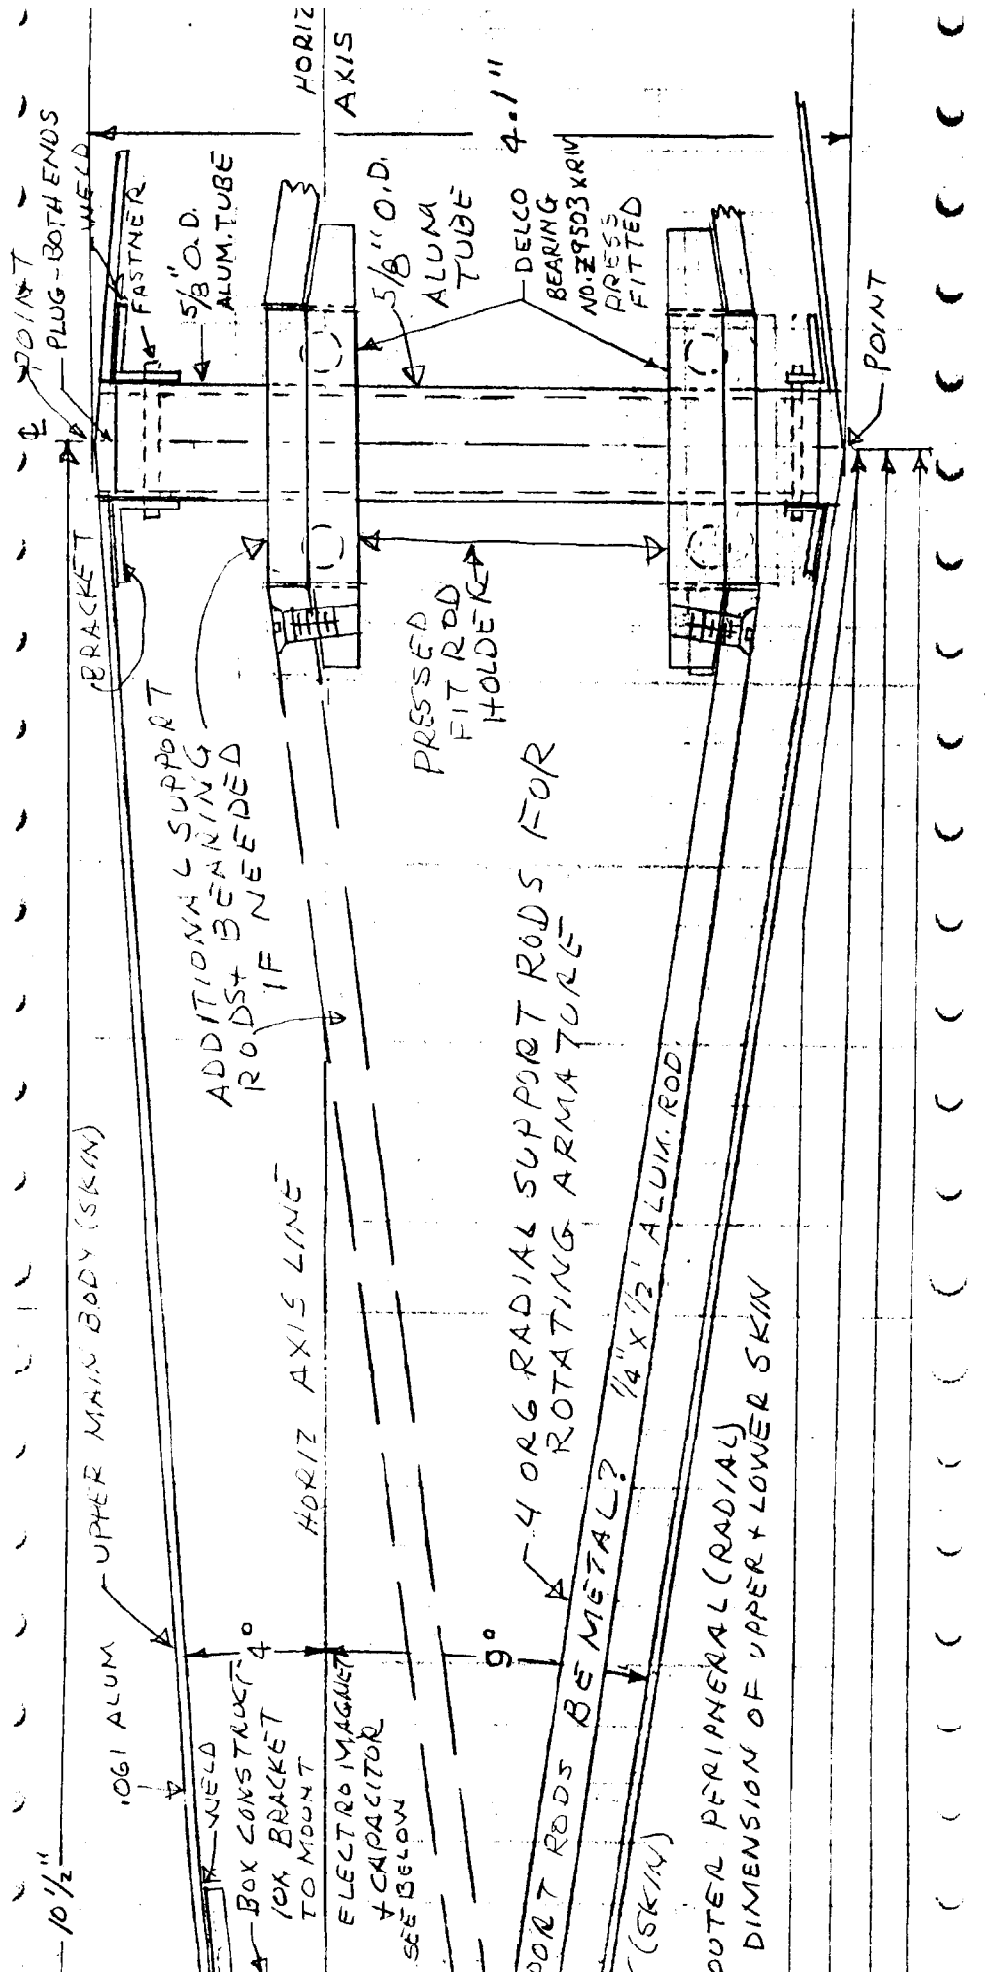 HORIZ
AXIS
4.1"
POINT
PLUG-BOTH ENDS
WELD
FASTNER
5/8" O.D.
ALUM. TUBE
5/8" O.D.
ALUM
TUBE
DELCO
BEARING
NO. Z9503XRIV
PRESS
FITTED
POINT
BRACKET
ADDITIONAL SUPPORT
RODS + BEARING
IF NEEDED
PRESSED
FIT ROD
HOLDER
UPPER MAIN BODY (SKIN)
.061 ALUM
HORIZ AXIS LINE
4 OR 6 RADIAL SUPPORT RODS FOR
ROTATING ARMATURE
1/4" X 1/2" ALUM. ROD.
BE METAL?
PORT RODS
4°
9°
10 1/2"
WELD
BOX CONSTRUCT-
ION BRACKET
TO MOUNT
ELECTROMAGNET
+ CAPACITOR
SEE BELOW
(SKIN)
OUTER PERIPHERAL (RADIAL)
DIMENSION OF UPPER + LOWER SKIN